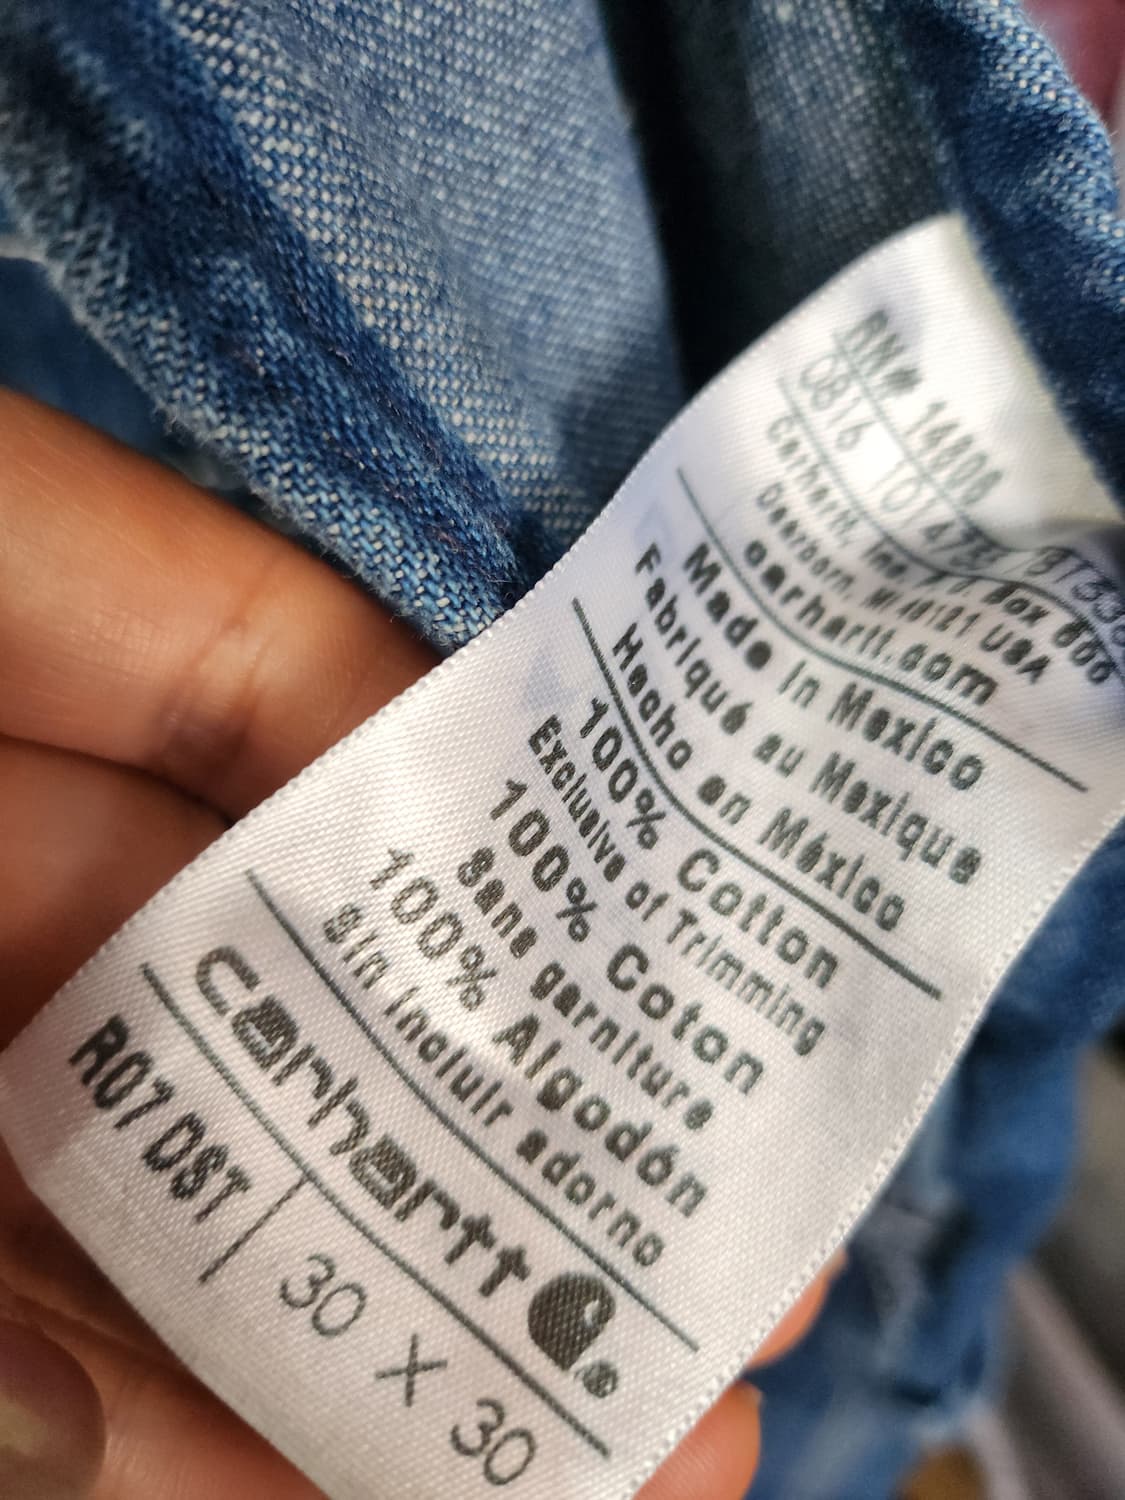 RN# 14806
0816
Carhartt, Inc. P.O. Box 600
Dearborn, MI 48121 USA
carhartt.com
Made in Mexico
Fabriqué au Mexique
Hecho en México
100% Cotton
Exclusive of Trimming
100% Coton
Sans garniture
100% Algodón
Sin incluir adorno
carhartt
R07 DST | 30 X 30